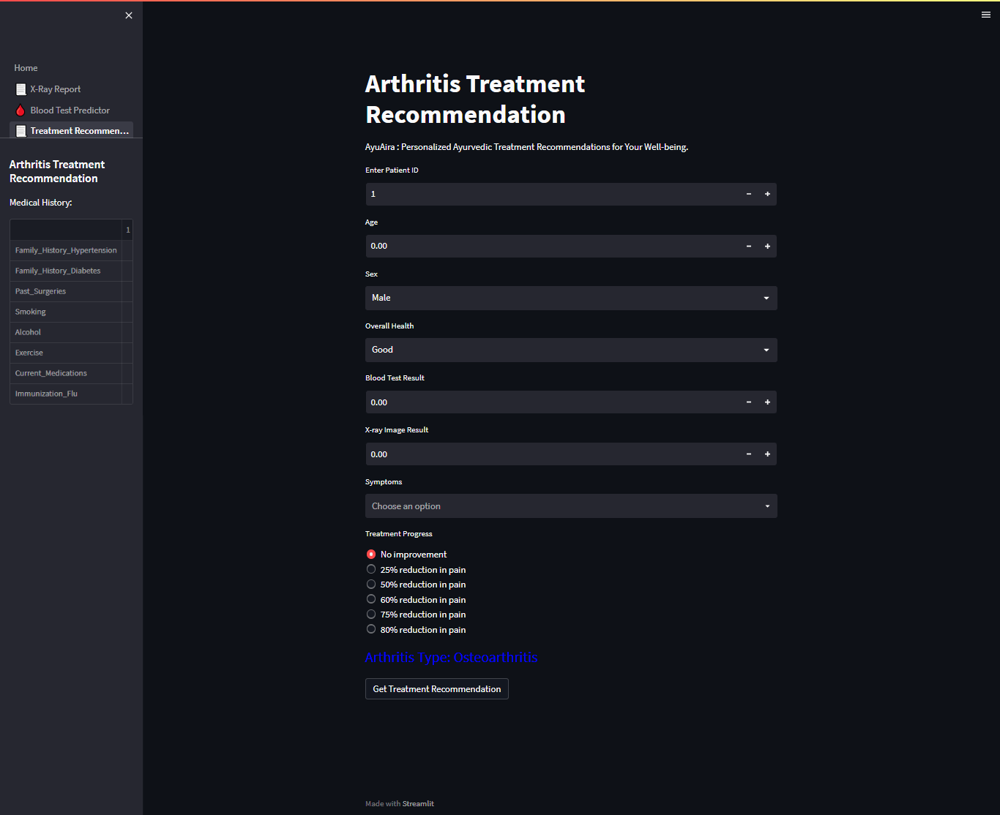 Home
X-Ray Report
Blood Test Predictor
Treatment Recommen...
Arthritis Treatment
Recommendation
Medical History:
1
Family_History_Hypertension
Family_History_Diabetes
Past_Surgeries
Smoking
Alcohol
Exercise
Current_Medications
Immunization_Flu
Arthritis Treatment
Recommendation
AyuAira : Personalized Ayurvedic Treatment Recommendations for Your Well-being.
Enter Patient ID
1
Age
0.00
Sex
Male
Overall Health
Good
Blood Test Result
0.00
X-ray Image Result
0.00
Symptoms
Choose an option
Treatment Progress
No improvement
25% reduction in pain
50% reduction in pain
60% reduction in pain
75% reduction in pain
80% reduction in pain
Arthritis Type: Osteoarthritis
Get Treatment Recommendation
Made with Streamlit